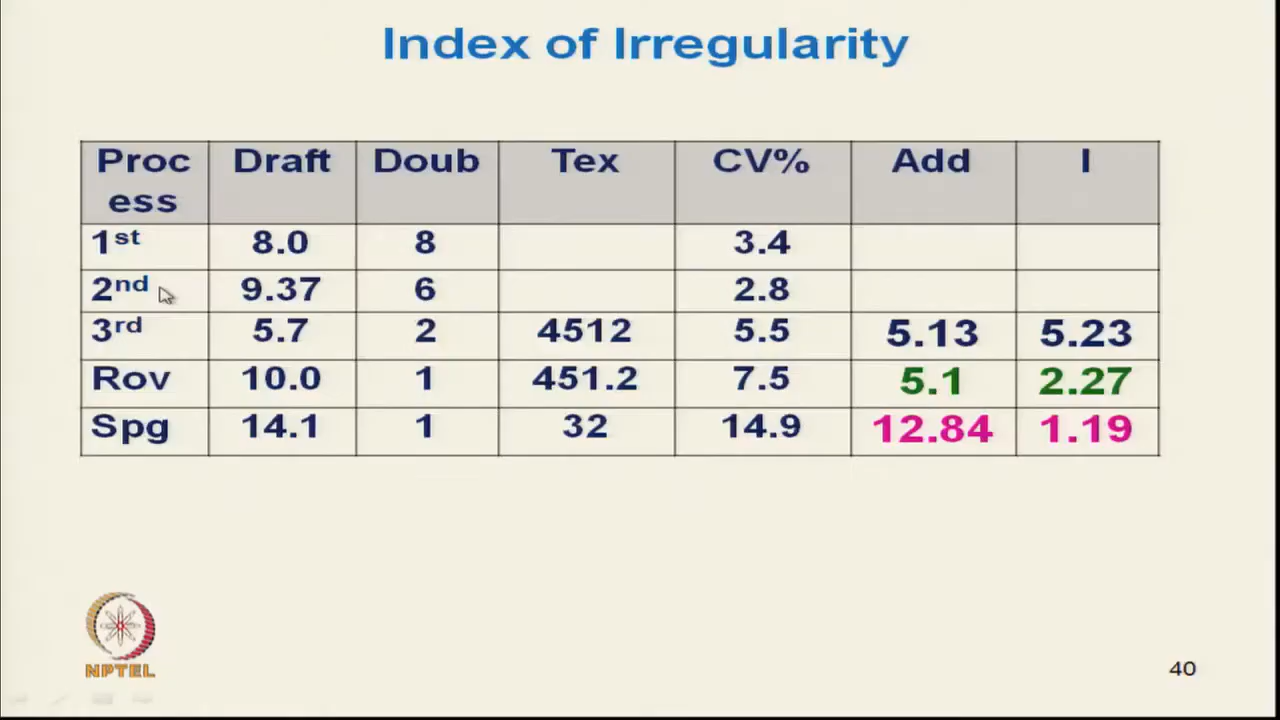 Index of Irregularity
Proc
ess Draft Doub Tex CV% Add I
1st 8.0 8 3.4
2nd 9.37 6 2.8
3rd 5.7 2 4512 5.5 5.13 5.23
Rov 10.0 1 451.2 7.5 5.1 2.27
Spg 14.1 1 32 14.9 12.84 1.19
NPTEL
40